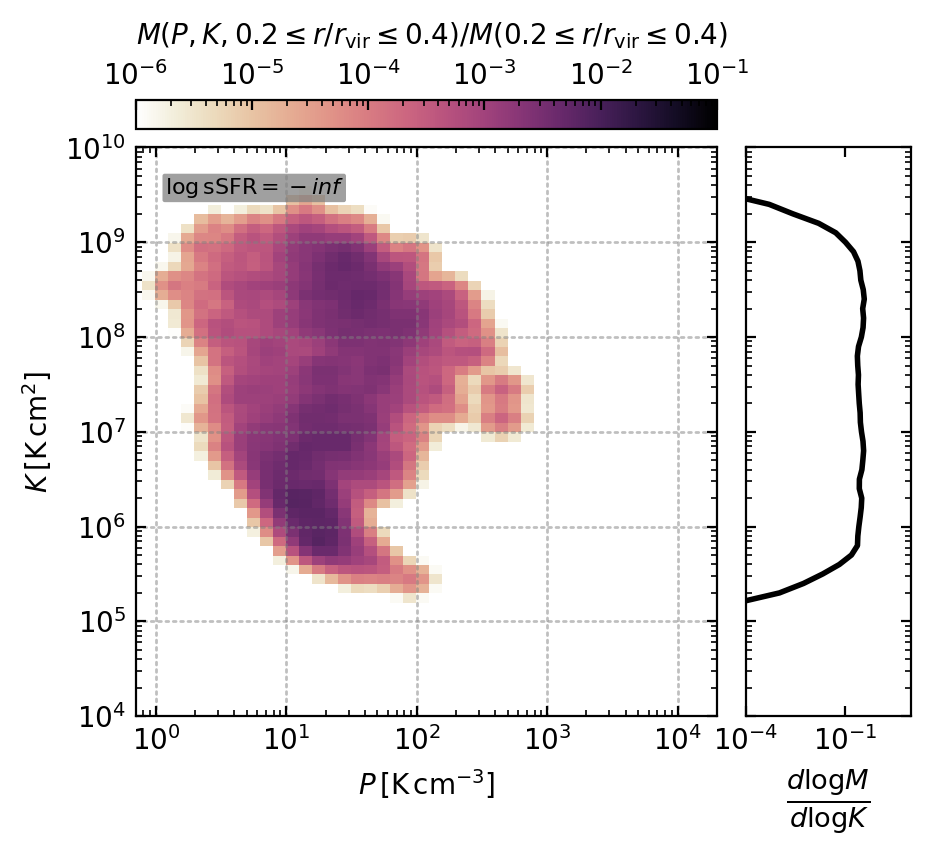 M(P, K, 0.2 ≤ r/r_vir ≤ 0.4)/M(0.2 ≤ r/r_vir ≤ 0.4)
10^−6 10^−5 10^−4 10^−3 10^−2 10^−1
log sSFR = −inf
10^10
10^9
10^8
10^7
10^6
10^5
10^4
K [K cm^2]
10^0 10^1 10^2 10^3 10^4
P [K cm^−3]
10^−4 10^−1
dlogM
dlogK